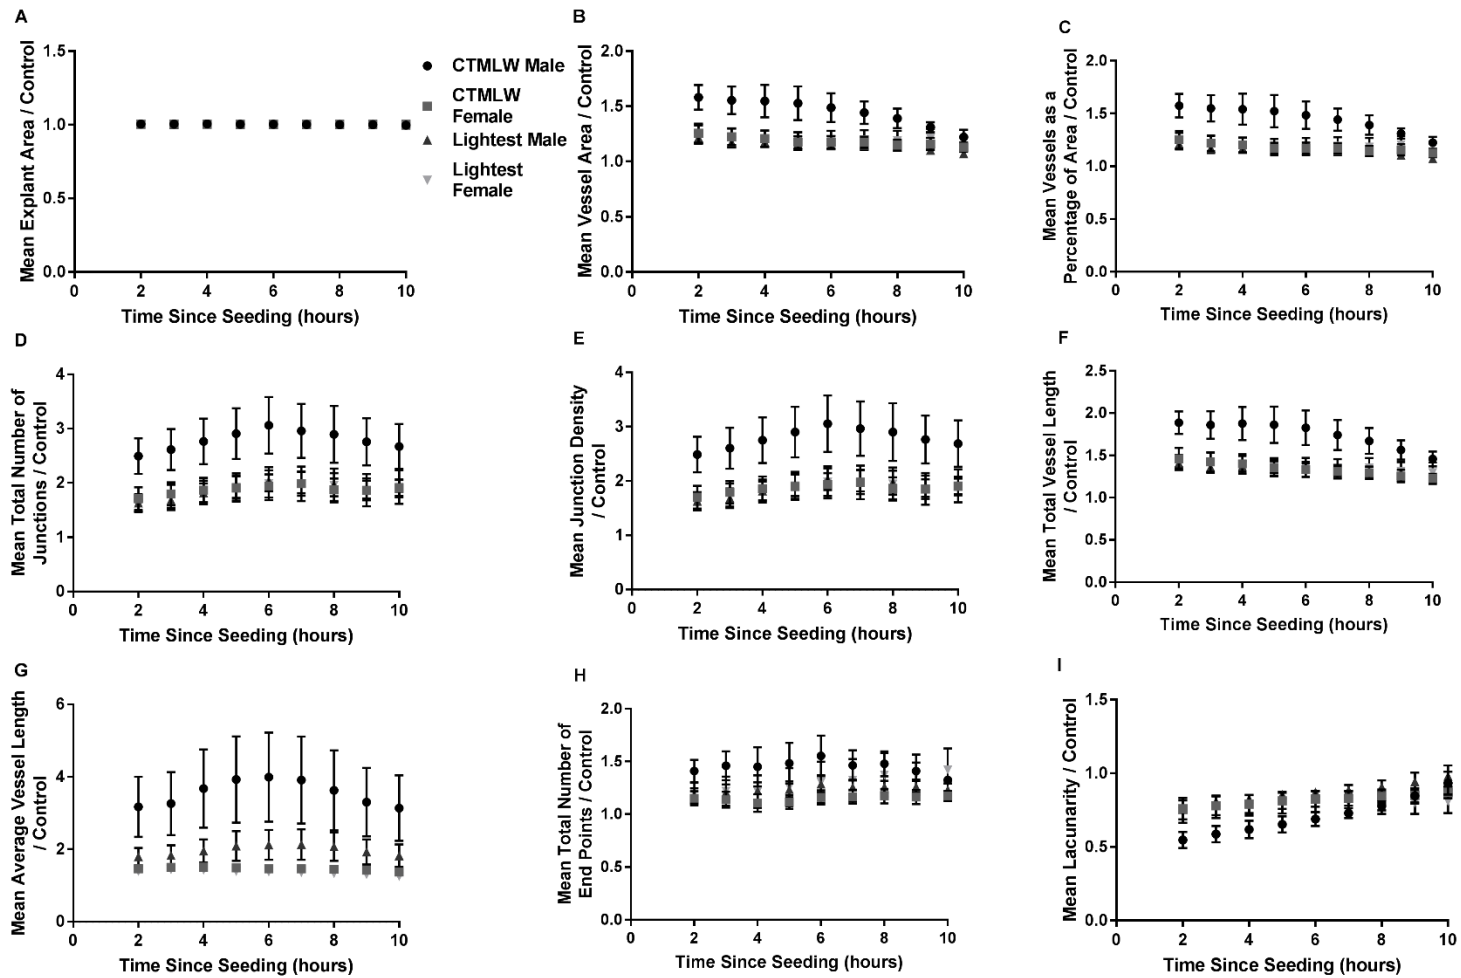 A
Mean Explant Area / Control
1.5
1.0
0.5
0.0
0
2
4
6
8
10
Time Since Seeding (hours)
CTMLW Male
CTMLW
Female
Lightest Male
Lightest
Female
B
Mean Vessel Area / Control
2.0
1.5
1.0
0.5
0.0
0
2
4
6
8
10
Time Since Seeding (hours)
C
Mean Vessels as a
Percentage of Area / Control
2.0
1.5
1.0
0.5
0.0
0
2
4
6
8
10
Time Since Seeding (hours)
D
Mean Total Number of
Junctions / Control
4
3
2
1
0
0
2
4
6
8
10
Time Since Seeding (hours)
E
Mean Junction Density
/ Control
4
3
2
1
0
0
2
4
6
8
10
Time Since Seeding (hours)
F
Mean Total Vessel Length
/ Control
2.5
2.0
1.5
1.0
0.5
0.0
0
2
4
6
8
10
Time Since Seeding (hours)
G
Mean Average Vessel Length
/ Control
6
4
2
0
0
2
4
6
8
10
Time Since Seeding (hours)
H
Mean Total Number of
End Points / Control
2.0
1.5
1.0
0.5
0.0
0
2
4
6
8
10
Time Since Seeding (hours)
I
Mean Lacunarity / Control
1.5
1.0
0.5
0.0
0
2
4
6
8
10
Time Since Seeding (hours)